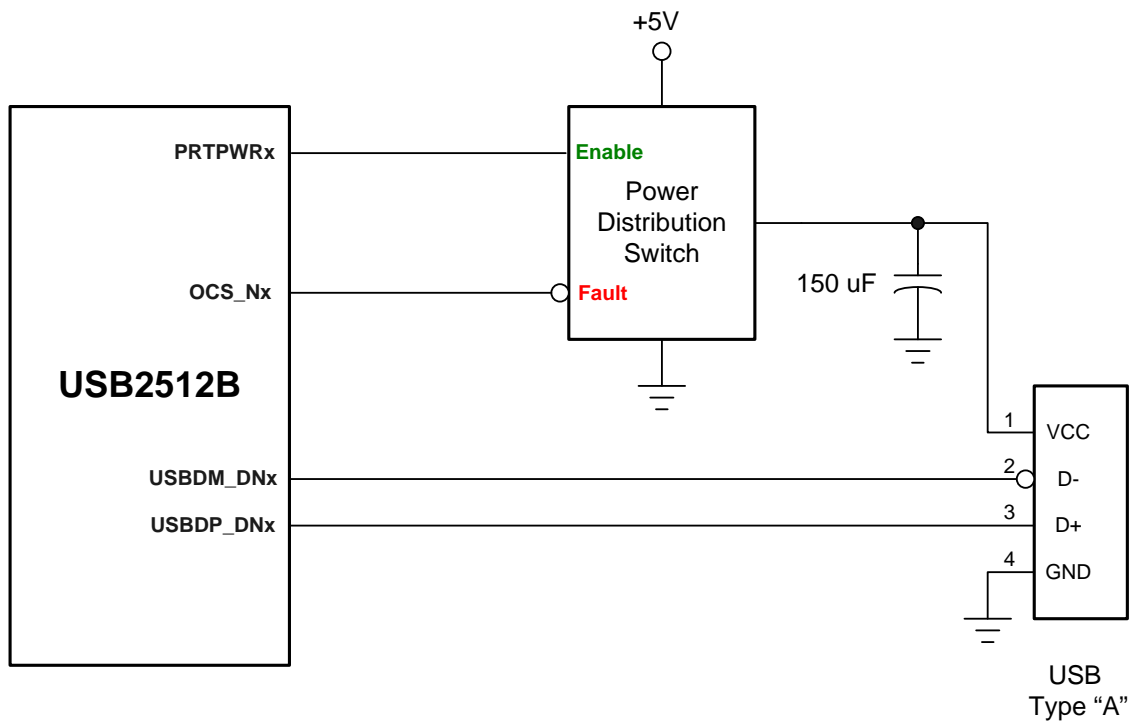 +5V
PRTPWRx
Enable
Power
Distribution
Switch
OCS_Nx
Fault
150 uF
USB2512B
1
VCC
USBDM_DNx
2
D-
USBDP_DNx
3
D+
4
GND
USB
Type “A”